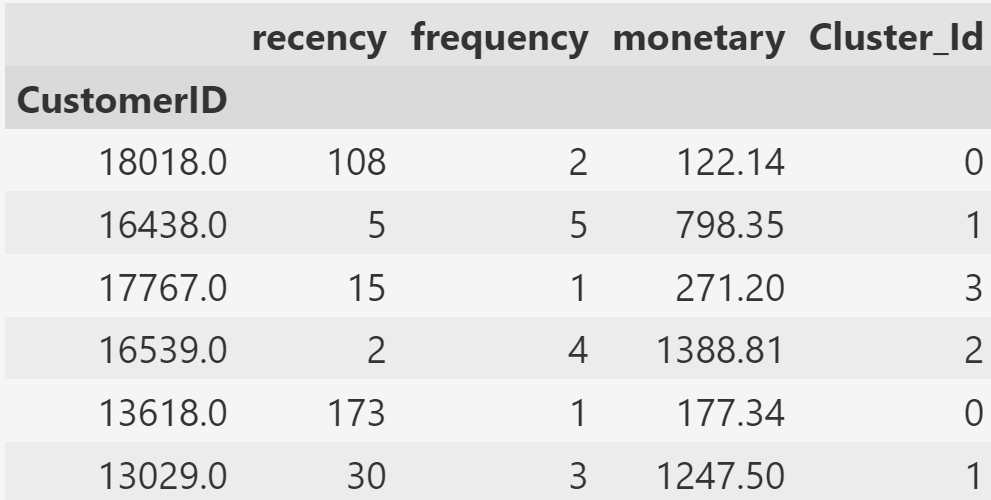 recency frequency monetary Cluster_Id
CustomerID
18018.0 108 2 122.14 0
16438.0 5 5 798.35 1
17767.0 15 1 271.20 3
16539.0 2 4 1388.81 2
13618.0 173 1 177.34 0
13029.0 30 3 1247.50 1